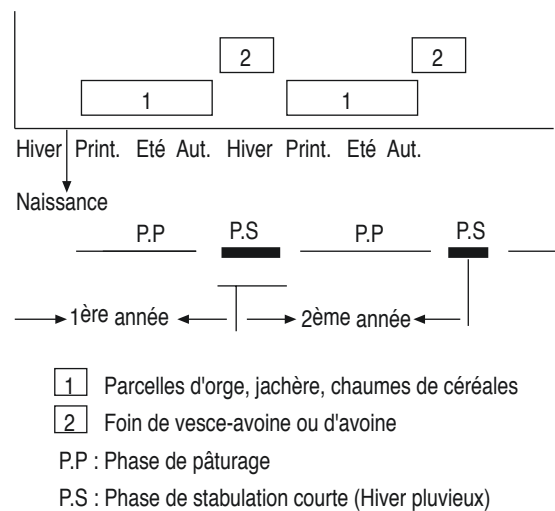 2 2
1 1
Hiver Print. Eté Aut. Hiver Print. Eté Aut.
Naissance
P.P P.S P.P P.S
1ère année 2ème année
1 Parcelles d'orge, jachère, chaumes de céréales
2 Foin de vesce-avoine ou d'avoine
P.P : Phase de pâturage
P.S : Phase de stabulation courte (Hiver pluvieux)